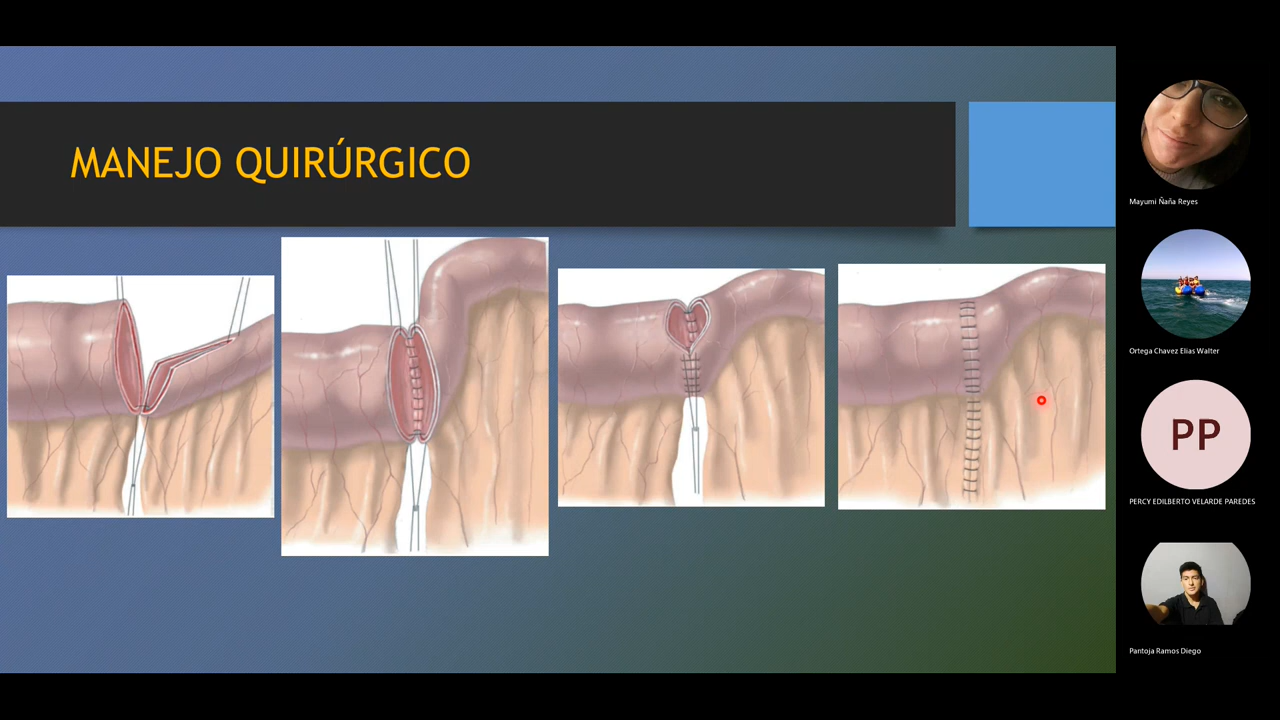 MANEJO QUIRÚRGICO
Mayumi Ñaña Reyes
Ortega Chavez Elias Walter
PP
PERCY EDILBERTO VELARDE PAREDES
Pantoja Ramos Diego